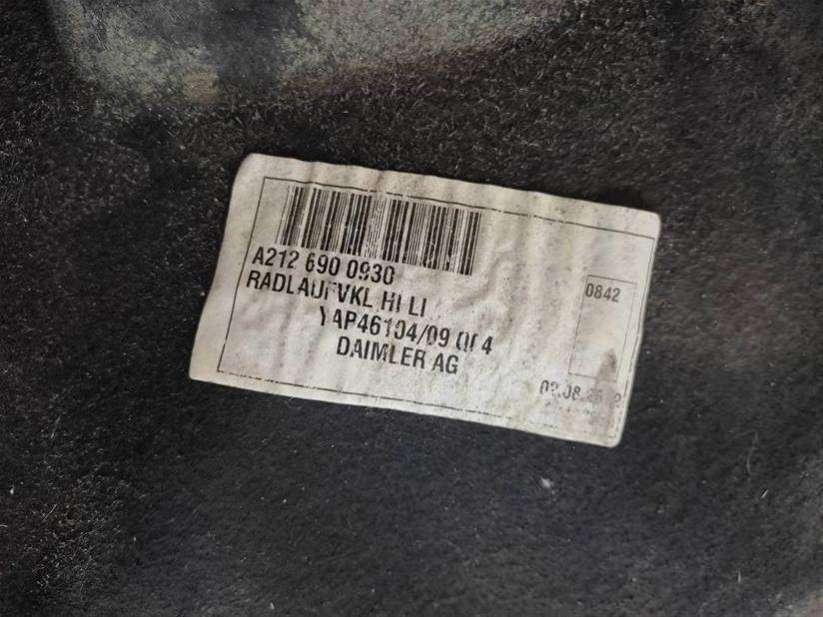 A212 690 0930
0842
RADLAUFVKL HI LI
DAIMLER AG